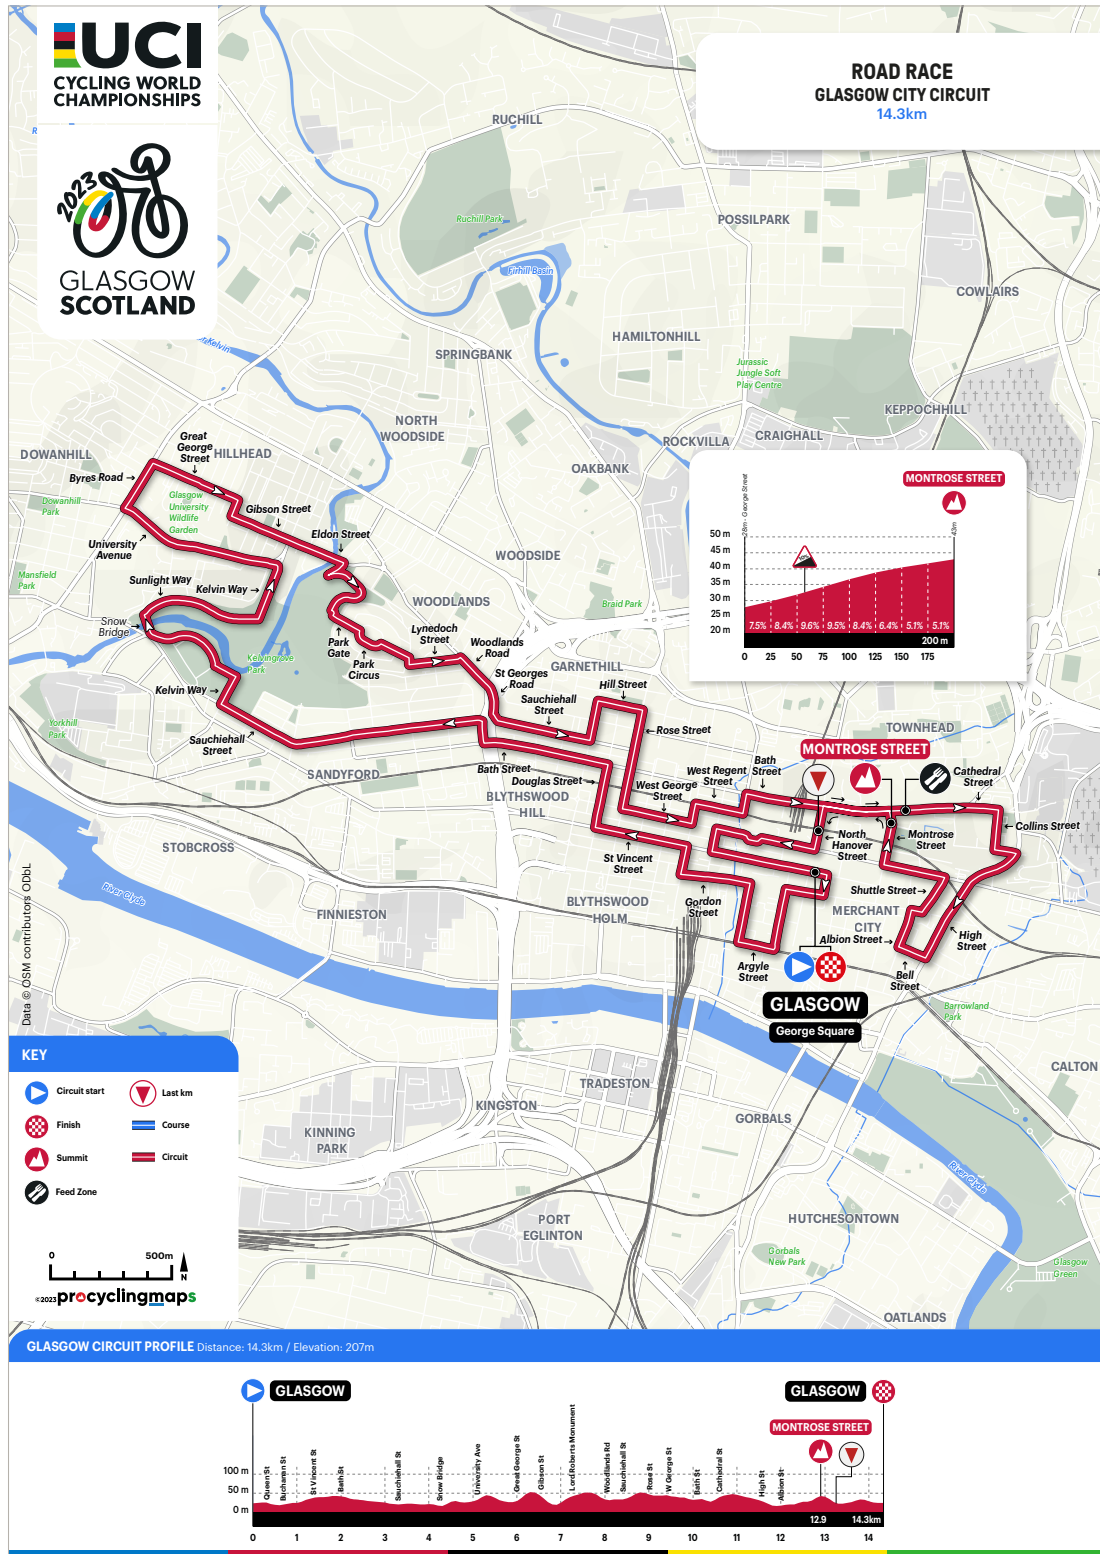 UCI
CYCLING WORLD
CHAMPIONSHIPS
2023
GLASGOW
SCOTLAND
ROAD RACE
GLASGOW CITY CIRCUIT
14.3km
RUCHILL
Ruchill Park
POSSILPARK
Firhill Basin
COWLAIRS
HAMILTONHILL
Kelvin
SPRINGBANK
Jurassic
Jungle Soft
Play Centre
KEPPOCHHILL
NORTH
WOODSIDE
CRAIGHALL
ROCKVILLA
OAKBANK
DOWANHILL
Great
George
Street
HILLHEAD
Byres Road
Dowanhill
Park
Glasgow
University
Wildlife
Garden
Gibson Street
Eldon Street
University
Avenue
WOODSIDE
Mansfield
Park
Sunlight Way
Kelvin Way
WOODLANDS
Braid Park
Snow
Bridge
Park
Gate
Park
Circus
Lynedoch
Street
Woodlands
Road
Kelvingrove
Park
GARNETHILL
St Georges
Road
Hill Street
Kelvin Way
Sauchiehall
Street
Rose Street
Yorkhill
Park
Sauchiehall
Street
SANDYFORD
Bath Street
Douglas Street
BLYTHSWOOD
HILL
West George
Street
West Regent
Street
Bath
Street
TOWNHEAD
MONTROSE STREET
Cathedral
Street
Collins Street
North
Hanover
Street
Montrose
Street
STOBCROSS
St Vincent
Street
Shuttle Street
River Clyde
FINNIESTON
BLYTHSWOOD
HOLM
Gordon
Street
MERCHANT
CITY
Albion Street
High
Street
Argyle
Street
Bell
Street
GLASGOW
George Square
Barrowland
Park
CALTON
TRADESTON
KINGSTON
GORBALS
KINNING
PARK
River Clyde
PORT
EGLINTON
HUTCHESONTOWN
Gorbals
New Park
Glasgow
Green
OATLANDS
MONTROSE STREET
28m - George Street
43m
50 m
45 m
40 m
35 m
30 m
25 m
20 m
7.5% 8.4% 9.6% 9.5% 8.4% 6.4% 5.1% 5.1%
200 m
0 25 50 75 100 125 150 175
Data © OSM contributors ODbL
KEY
Circuit start
Last km
Finish
Course
Summit
Circuit
Feed Zone
0 500m
N
©2023 procyclingmaps
GLASGOW CIRCUIT PROFILE Distance: 14.3km / Elevation: 207m
GLASGOW
GLASGOW
MONTROSE STREET
100 m
50 m
0 m
Queen St
Buchanan St
St Vincent St
Bath St
Sauchiehall St
Snow Bridge
University Ave
Great George St
Gibson St
Lord Roberts Monument
Woodlands Rd
Sauchiehall St
Rose St
W George St
Bath St
Cathedral St
High St
Albion St
12.9 14.3km
0 1 2 3 4 5 6 7 8 9 10 11 12 13 14